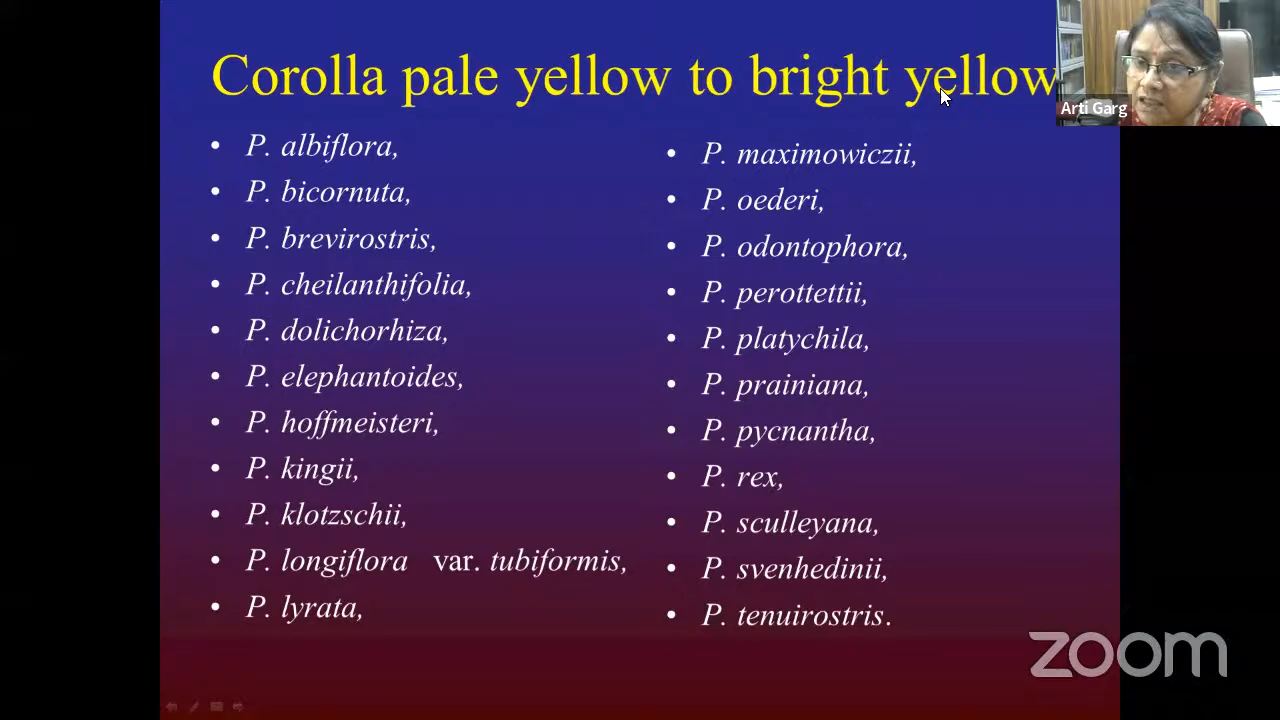 Corolla pale yellow to bright yellow
Arti Garg
• P. albiflora,
• P. bicornuta,
• P. brevirostris,
• P. cheilanthifolia,
• P. dolichorhiza,
• P. elephantoides,
• P. hoffmeisteri,
• P. kingii,
• P. klotzschii,
• P. longiflora var. tubiformis,
• P. lyrata,
• P. maximowiczii,
• P. oederi,
• P. odontophora,
• P. perottettii,
• P. platychila,
• P. prainiana,
• P. pycnantha,
• P. rex,
• P. sculleyana,
• P. svenhedinii,
• P. tenuirostris.
zoom